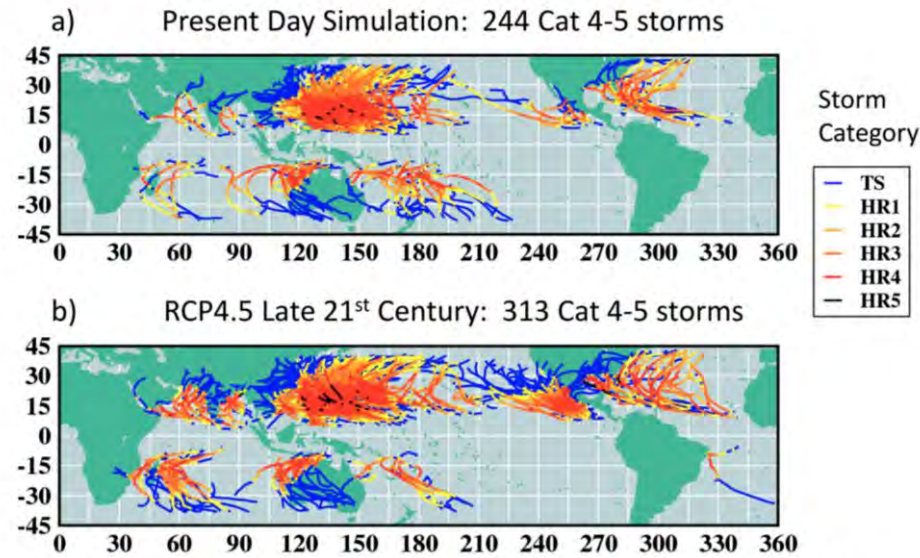 a) Present Day Simulation: 244 Cat 4-5 storms
45
30
15
0
-15
-30
-45
0 30 60 90 120 150 180 210 240 270 300 330 360
Storm
Category
TS
HR1
HR2
HR3
HR4
HR5
b) RCP4.5 Late 21st Century: 313 Cat 4-5 storms
45
30
15
0
-15
-30
-45
0 30 60 90 120 150 180 210 240 270 300 330 360